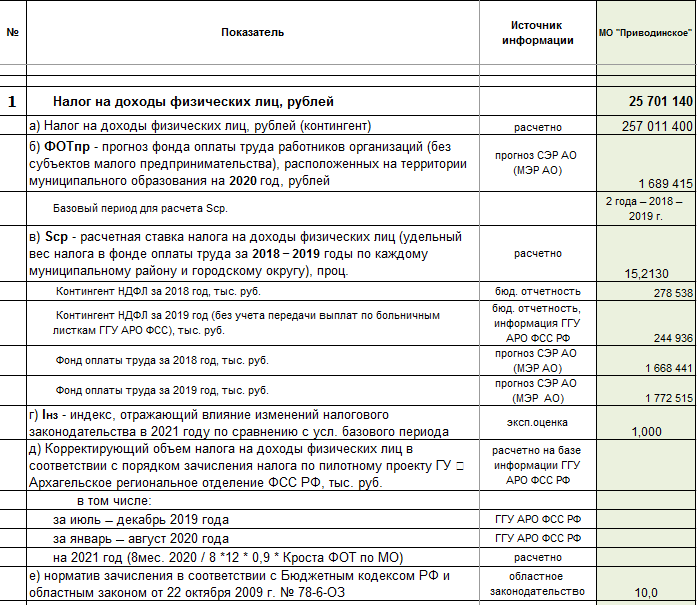 №
Показатель
Источник
информации
МО "Приводинское"
1
Налог на доходы физических лиц, рублей
25 701 140
а) Налог на доходы физических лиц, рублей (контингент)
расчетно
257 011 400
б) ФОТпр - прогноз фонда оплаты труда работников организаций (без
субъектов малого предпринимательства), расположенных на территории
муниципального образования на 2020 год, рублей
прогноз СЭР АО
(МЭР АО)
1 689 415
Базовый период для расчета Sср.
2 года – 2018 –
2019 г.
в) Sср - расчетная ставка налога на доходы физических лиц (удельный
вес налога в фонде оплаты труда за 2018 – 2019 годы по каждому
муниципальному району и городскому округу), проц.
расчетно
15,2130
Контингент НДФЛ за 2018 год, тыс. руб.
бюд. отчетность
278 538
Контингент НДФЛ за 2019 год (без учета передачи выплат по больничным
листкам ГГУ АРО ФСС), тыс. руб.
бюд. отчетность,
информация ГГУ
АРО ФСС РФ
244 936
Фонд оплаты труда за 2018 год, тыс. руб.
прогноз СЭР АО
(МЭР АО)
1 668 441
Фонд оплаты труда за 2019 год, тыс. руб.
прогноз СЭР АО
(МЭР АО)
1 772 515
г) Iнз - индекс, отражающий влияние изменений налогового
законодательства в 2021 году по сравнению с усл. базового периода
эксп.оценка
1,000
д) Корректирующий объем налога на доходы физических лиц в
соответствии с порядком зачисления налога по пилотному проекту ГУ □
Архагельское региональное отделение ФСС РФ, тыс. руб.
расчетно на базе
информации ГГУ
АРО ФСС РФ
в том числе:
за июль – декабрь 2019 года
ГГУ АРО ФСС РФ
за январь – август 2020 года
ГГУ АРО ФСС РФ
на 2021 год (8мес. 2020 / 8 *12 * 0,9 * Кроста ФОТ по МО)
расчетно
е) норматив зачисления в соответствии с Бюджетным кодексом РФ и
областным законом от 22 октября 2009 г. № 78-6-ОЗ
областное
законодательство
10,0